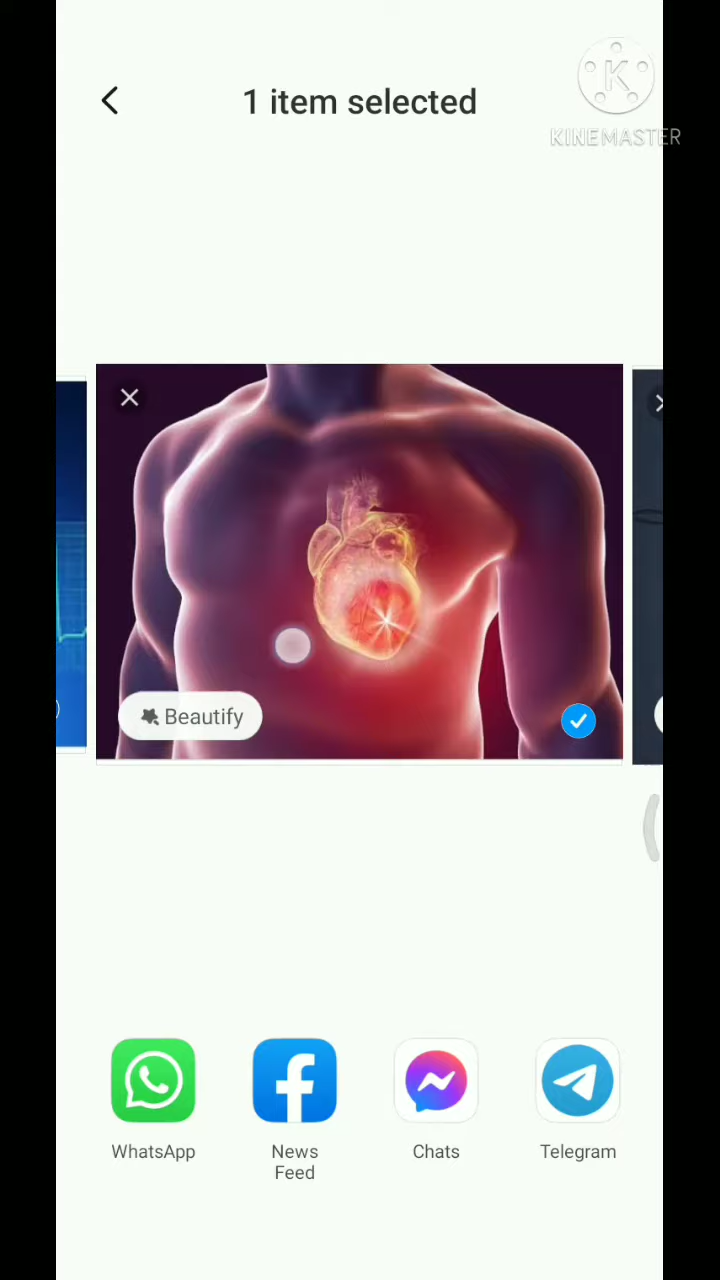 1 item selected
KINEMASTER
Beautify
WhatsApp
News
Feed
Chats
Telegram